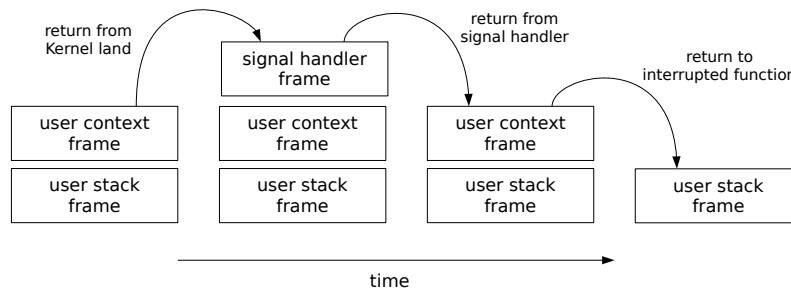 return from
Kernel land
signal handler
frame
return from
signal handler
return to
interrupted function
user context
frame
user context
frame
user context
frame
user stack
frame
user stack
frame
user stack
frame
user stack
frame
time